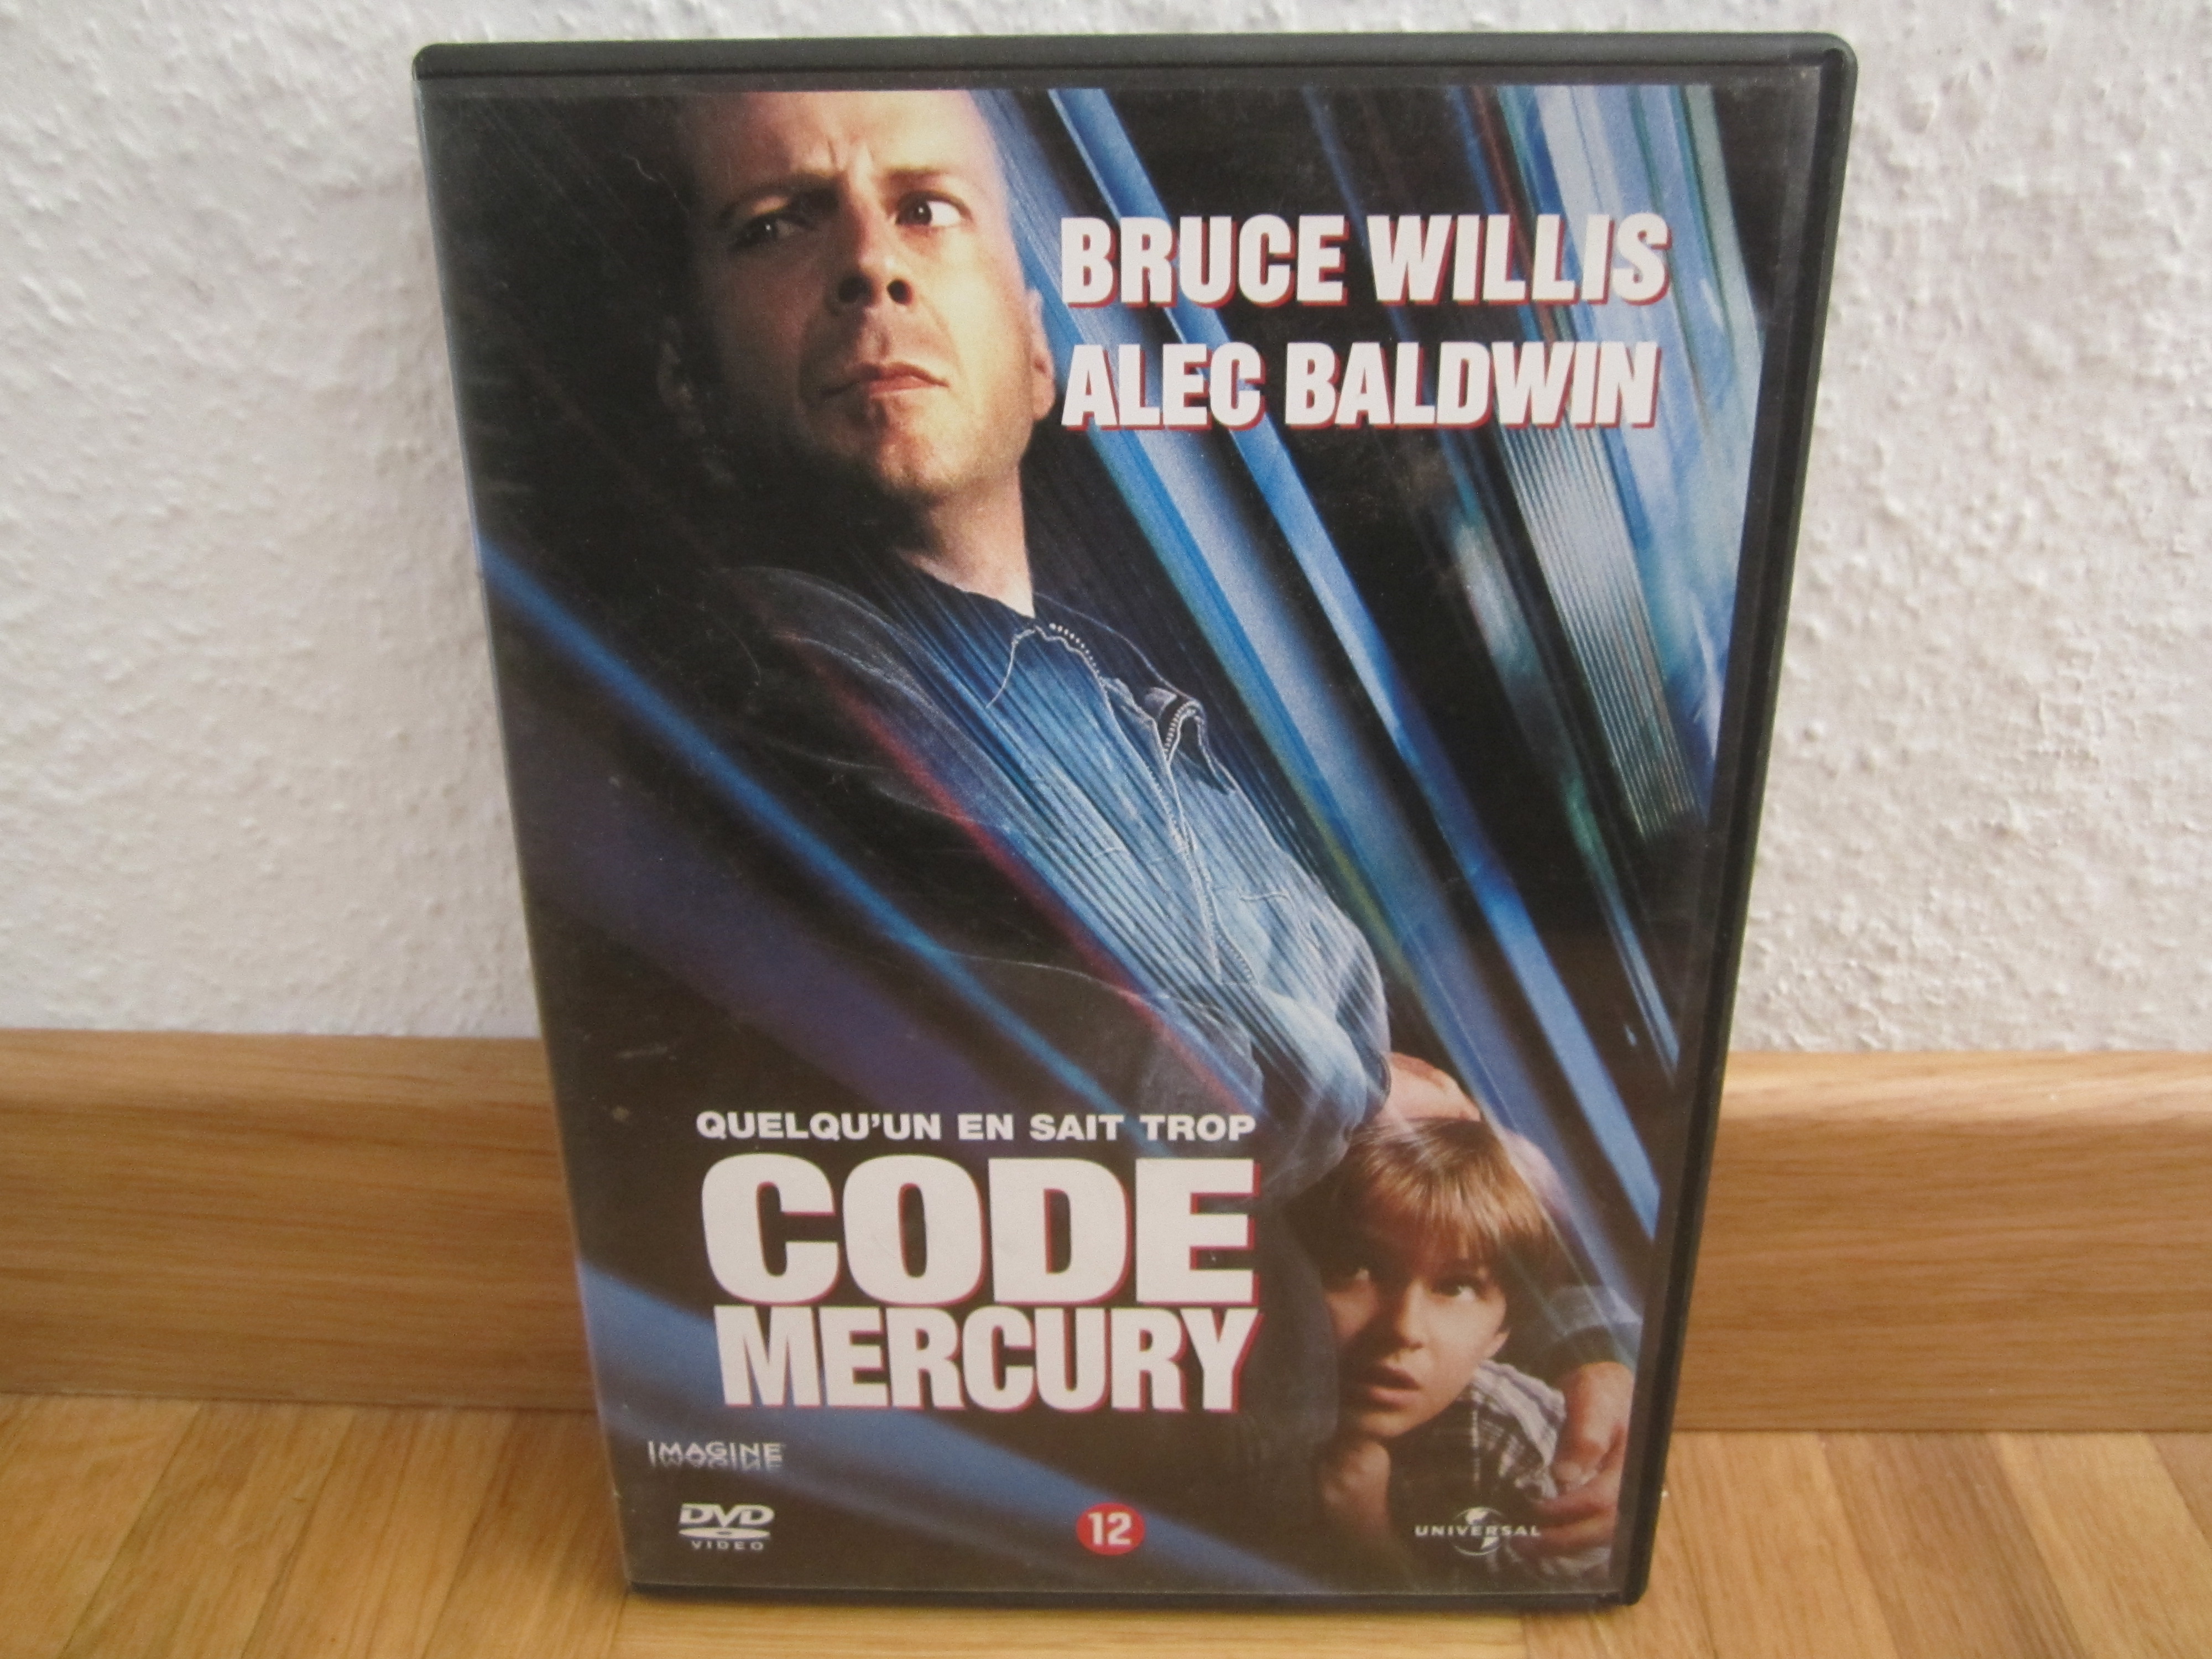 BRUCE WILLIS
ALEC BALDWIN
QUELQU'UN EN SAIT TROP
CODE
MERCURY
IMAGINE
DVD
VIDEO
12
UNIVERSAL